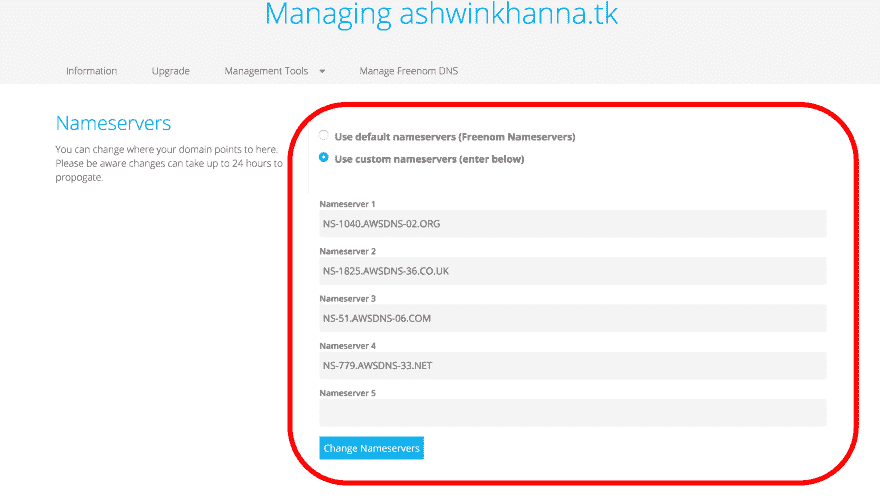 Managing ashwinkhanna.tk
Information Upgrade Management Tools Manage Freenom DNS
Nameservers
You can change where your domain points to here.
Please be aware changes can take up to 24 hours to
propogate.
Use default nameservers (Freenom Nameservers)
Use custom nameservers (enter below)
Nameserver 1
NS-1040.AWSDNS-02.ORG
Nameserver 2
NS-1825.AWSDNS-36.CO.UK
Nameserver 3
NS-51.AWSDNS-06.COM
Nameserver 4
NS-779.AWSDNS-33.NET
Nameserver 5
Change Nameservers